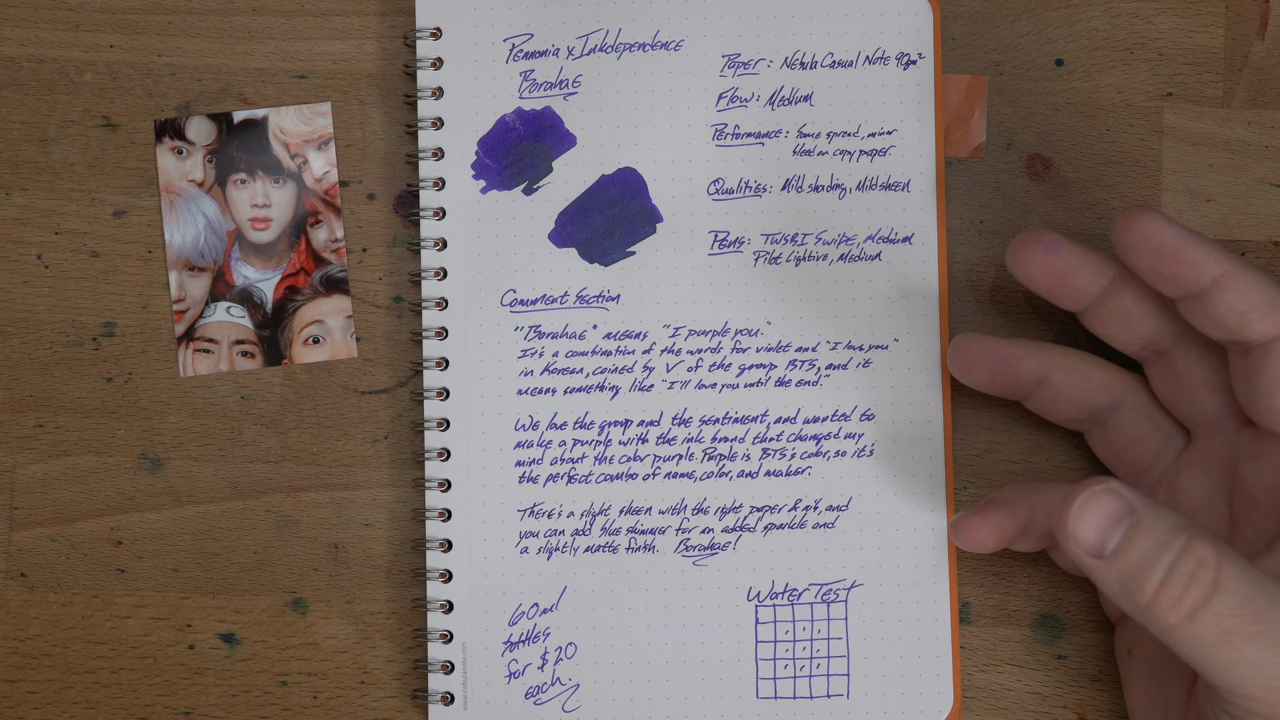 Pennonia x Inkdependence
Borahae
Paper: Nebula Casual Note 90gm²
Flow: Medium
Performance: Some spread, minor
bleed on copy paper.
Qualities: Mild shading, Mild sheen
Pens: TWSBI Swipe, Medium
Pilot Lightive, Medium
Comment Section
"Borahae" means "I purple you."
It's a combination of the words for violet and "I love you"
in Korean, coined by V of the group BTS, and it
means something like "I'll love you until the end."
We love the group and the sentiment, and wanted to
make a purple with the ink brand that changed my
mind about the color purple. Purple is BTS's color, so it's
the perfect combo of name, color, and maker.
There's a slight sheen with the right paper & nib, and
you can add blue shimmer for an added sparkle and
a slightly matte finish. Borahae!
60ml
bottles
for $20
each.
Water Test
www.nebulanote.com